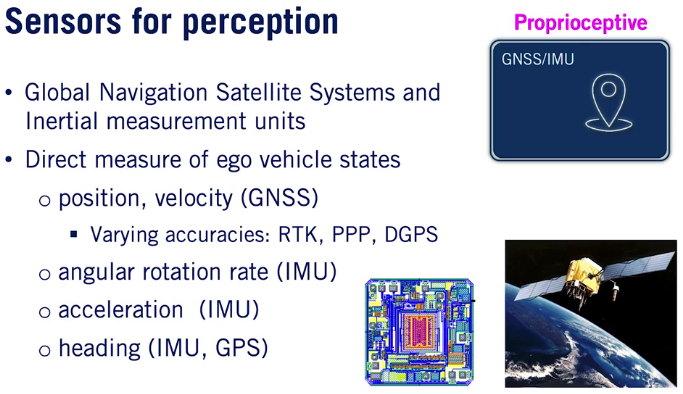 Sensors for perception
Proprioceptive
GNSS/IMU
• Global Navigation Satellite Systems and
Inertial measurement units
• Direct measure of ego vehicle states
o position, velocity (GNSS)
▪ Varying accuracies: RTK, PPP, DGPS
o angular rotation rate (IMU)
o acceleration (IMU)
o heading (IMU, GPS)